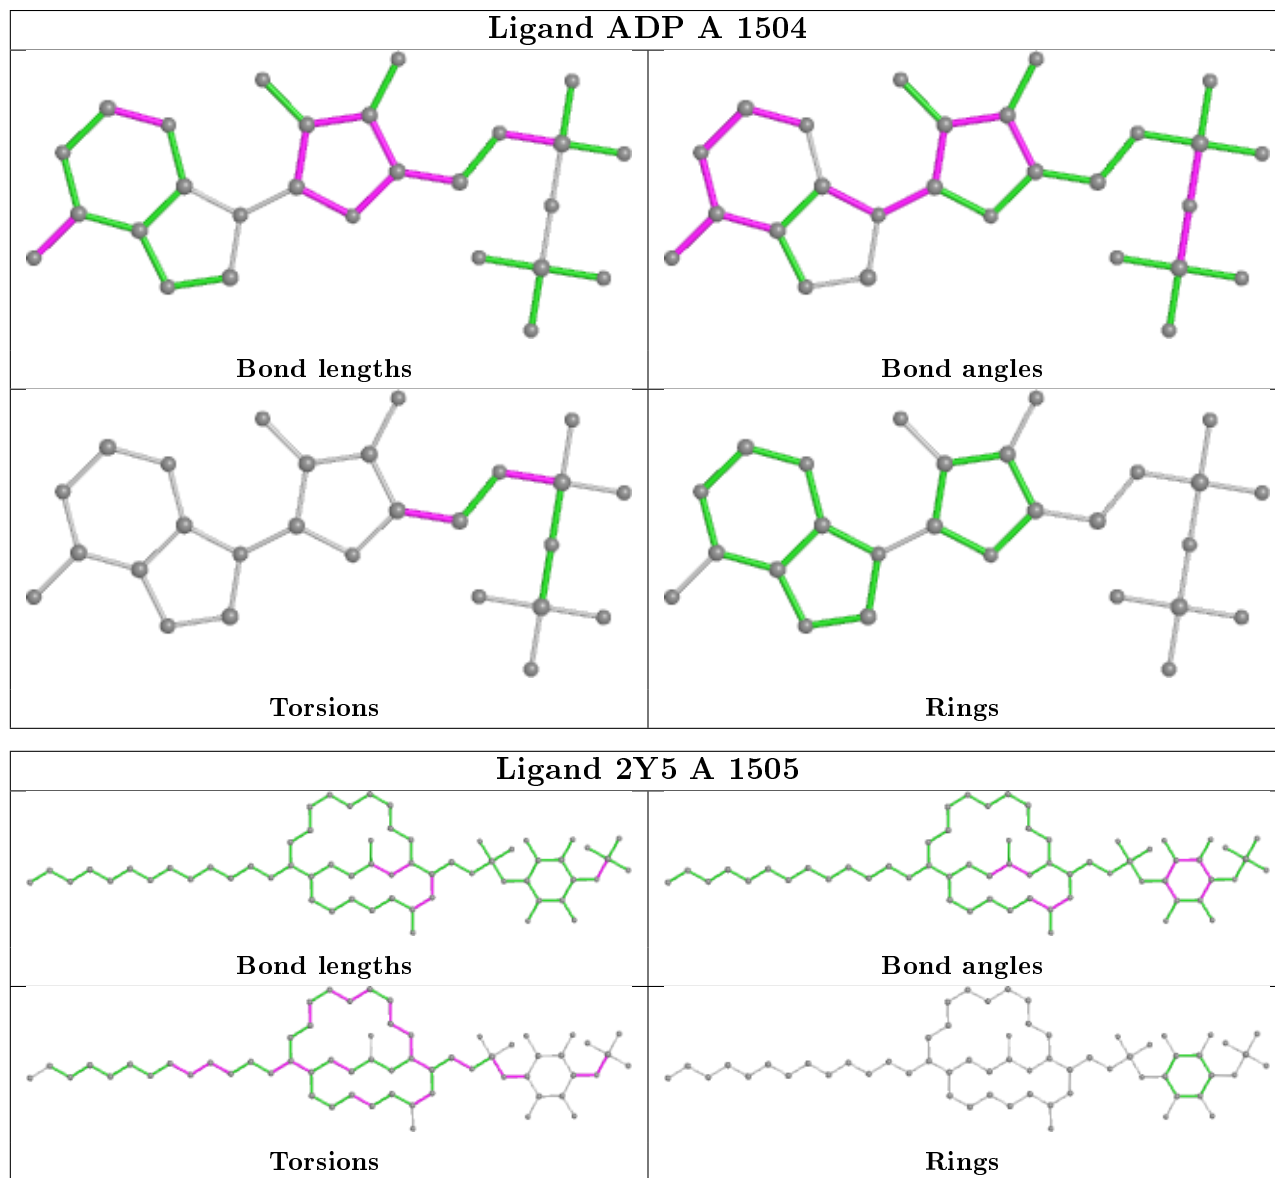 Ligand ADP A 1504
Bond lengths
Bond angles
Torsions
Rings
Ligand 2Y5 A 1505
Bond lengths
Bond angles
Torsions
Rings